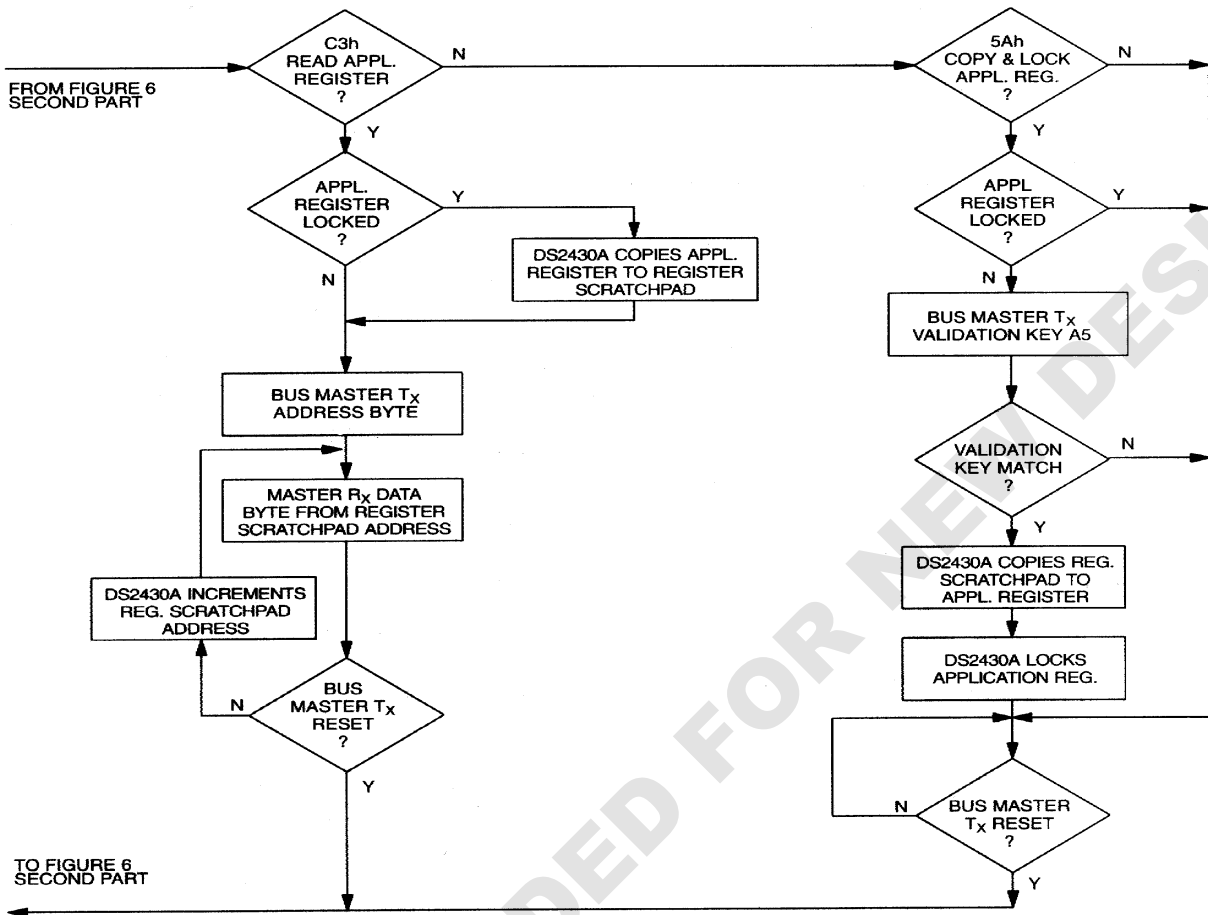 C3h
READ APPL.
REGISTER
?
N
Y
FROM FIGURE 6
SECOND PART
5Ah
COPY & LOCK
APPL. REG.
?
N
Y
APPL.
REGISTER
LOCKED
?
Y
N
DS2430A COPIES APPL.
REGISTER TO REGISTER
SCRATCHPAD
APPL
REGISTER
LOCKED
?
Y
N
BUS MASTER TX
VALIDATION KEY A5
BUS MASTER TX
ADDRESS BYTE
VALIDATION
KEY MATCH
?
N
Y
MASTER RX DATA
BYTE FROM REGISTER
SCRATCHPAD ADDRESS
DS2430A INCREMENTS
REG. SCRATCHPAD
ADDRESS
DS2430A COPIES REG.
SCRATCHPAD TO
APPL. REGISTER
DS2430A LOCKS
APPLICATION REG.
BUS
MASTER TX
RESET
?
N
Y
BUS MASTER
TX RESET
?
N
Y
TO FIGURE 6
SECOND PART
DED FOR NEW DESI